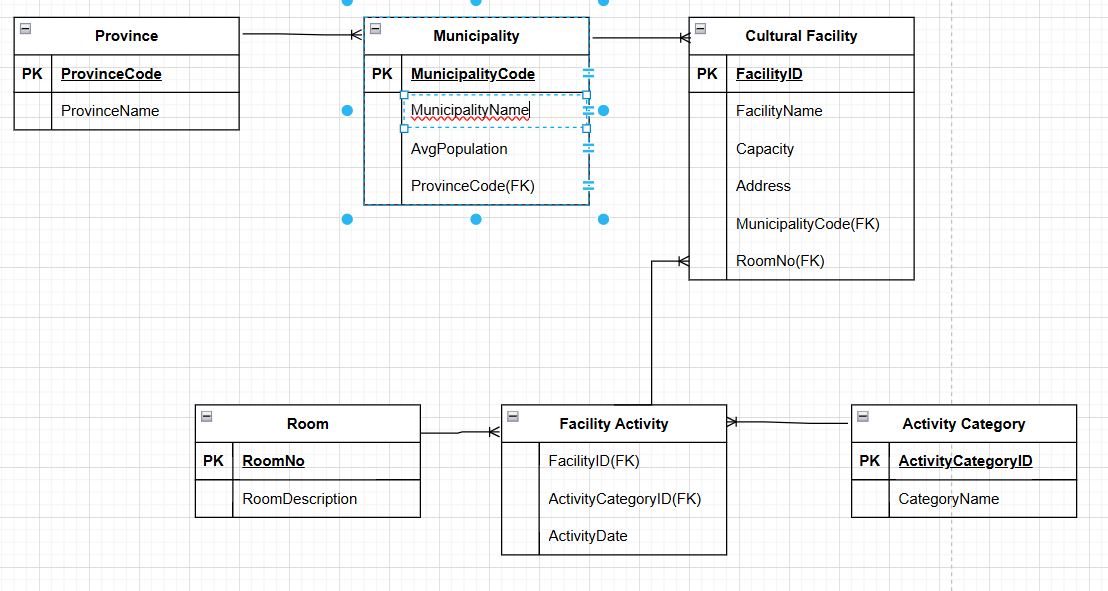 Province
PK ProvinceCode
ProvinceName
Municipality
PK MunicipalityCode
MunicipalityName
AvgPopulation
ProvinceCode(FK)
Cultural Facility
PK FacilityID
FacilityName
Capacity
Address
MunicipalityCode(FK)
RoomNo(FK)
Room
PK RoomNo
RoomDescription
Facility Activity
FacilityID(FK)
ActivityCategoryID(FK)
ActivityDate
Activity Category
PK ActivityCategoryID
CategoryName